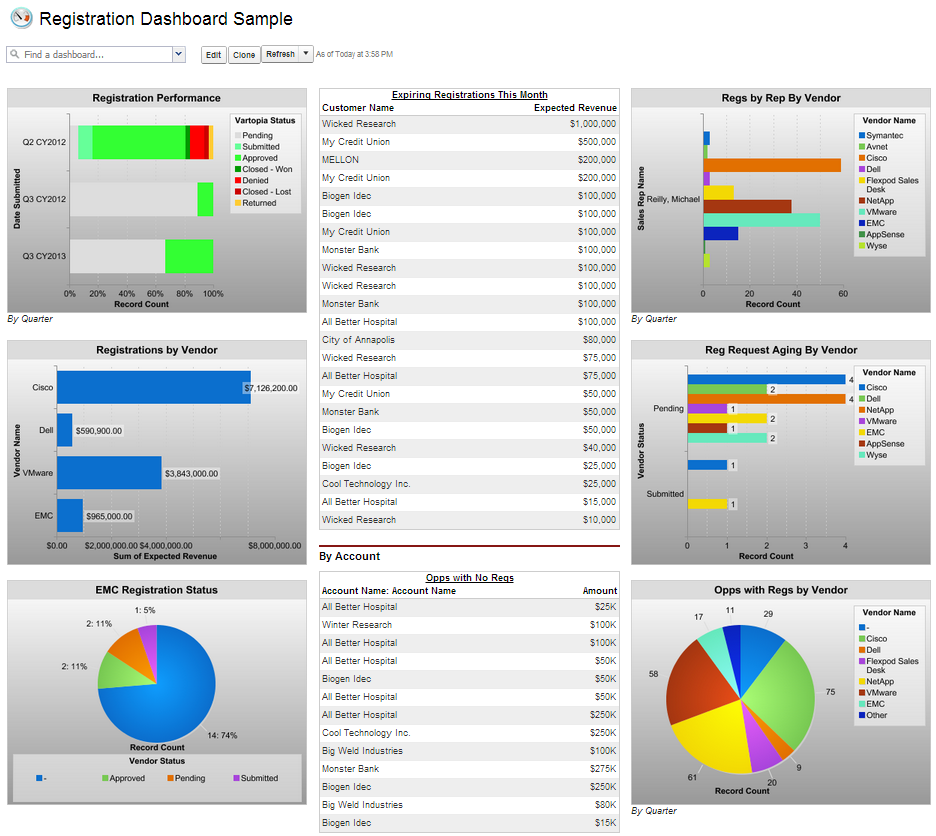 Registration Dashboard Sample
Find a dashboard...
Edit Clone Refresh As of Today at 3:58 PM
Registration Performance
Date Submitted
Q2 CY2012
Q3 CY2012
Q3 CY2013
0% 20% 40% 60% 80% 100%
Record Count
Vartopia Status
Pending
Submitted
Approved
Closed - Won
Denied
Closed - Lost
Returned
By Quarter
Registrations by Vendor
Vendor Name
Cisco $7,126,200.00
Dell $590,900.00
VMware $3,843,000.00
EMC $965,000.00
$0.00 $2,000,000.00 $4,000,000.00 $8,000,000.00
Sum of Expected Revenue
EMC Registration Status
1: 5%
2: 11%
2: 11%
14: 74%
Record Count
Vendor Status
- Approved Pending Submitted
Expiring Registrations This Month
Customer Name Expected Revenue
Wicked Research $1,000,000
My Credit Union $500,000
MELLON $200,000
My Credit Union $200,000
Biogen Idec $100,000
Biogen Idec $100,000
My Credit Union $100,000
Monster Bank $100,000
Wicked Research $100,000
Wicked Research $100,000
Monster Bank $100,000
All Better Hospital $100,000
City of Annapolis $80,000
Wicked Research $75,000
All Better Hospital $75,000
My Credit Union $50,000
Monster Bank $50,000
Biogen Idec $50,000
Wicked Research $40,000
Biogen Idec $25,000
Cool Technology Inc. $25,000
All Better Hospital $15,000
Wicked Research $10,000
By Account
Opps with No Regs
Account Name: Account Name Amount
All Better Hospital $25K
Winter Research $100K
All Better Hospital $100K
All Better Hospital $50K
Biogen Idec $50K
All Better Hospital $50K
All Better Hospital $250K
Cool Technology Inc. $250K
Big Weld Industries $100K
Monster Bank $275K
Biogen Idec $250K
Big Weld Industries $80K
Biogen Idec $15K
Regs by Rep By Vendor
Sales Rep Name
Reilly, Michael
0 20 40 60
Record Count
Vendor Name
Symantec
Avnet
Cisco
Dell
Flexpod Sales
Desk
NetApp
VMware
EMC
AppSense
Wyse
By Quarter
Reg Request Aging By Vendor
Vendor Status
Pending
4
2
4
1
2
1
2
Submitted
1
1
0 1 2 3 4
Record Count
Vendor Name
Cisco
Dell
NetApp
VMware
EMC
AppSense
Wyse
Opps with Regs by Vendor
11
29
17
75
58
9
61
20
Record Count
Vendor Name
-
Cisco
Dell
Flexpod Sales
Desk
NetApp
VMware
EMC
Other
By Quarter